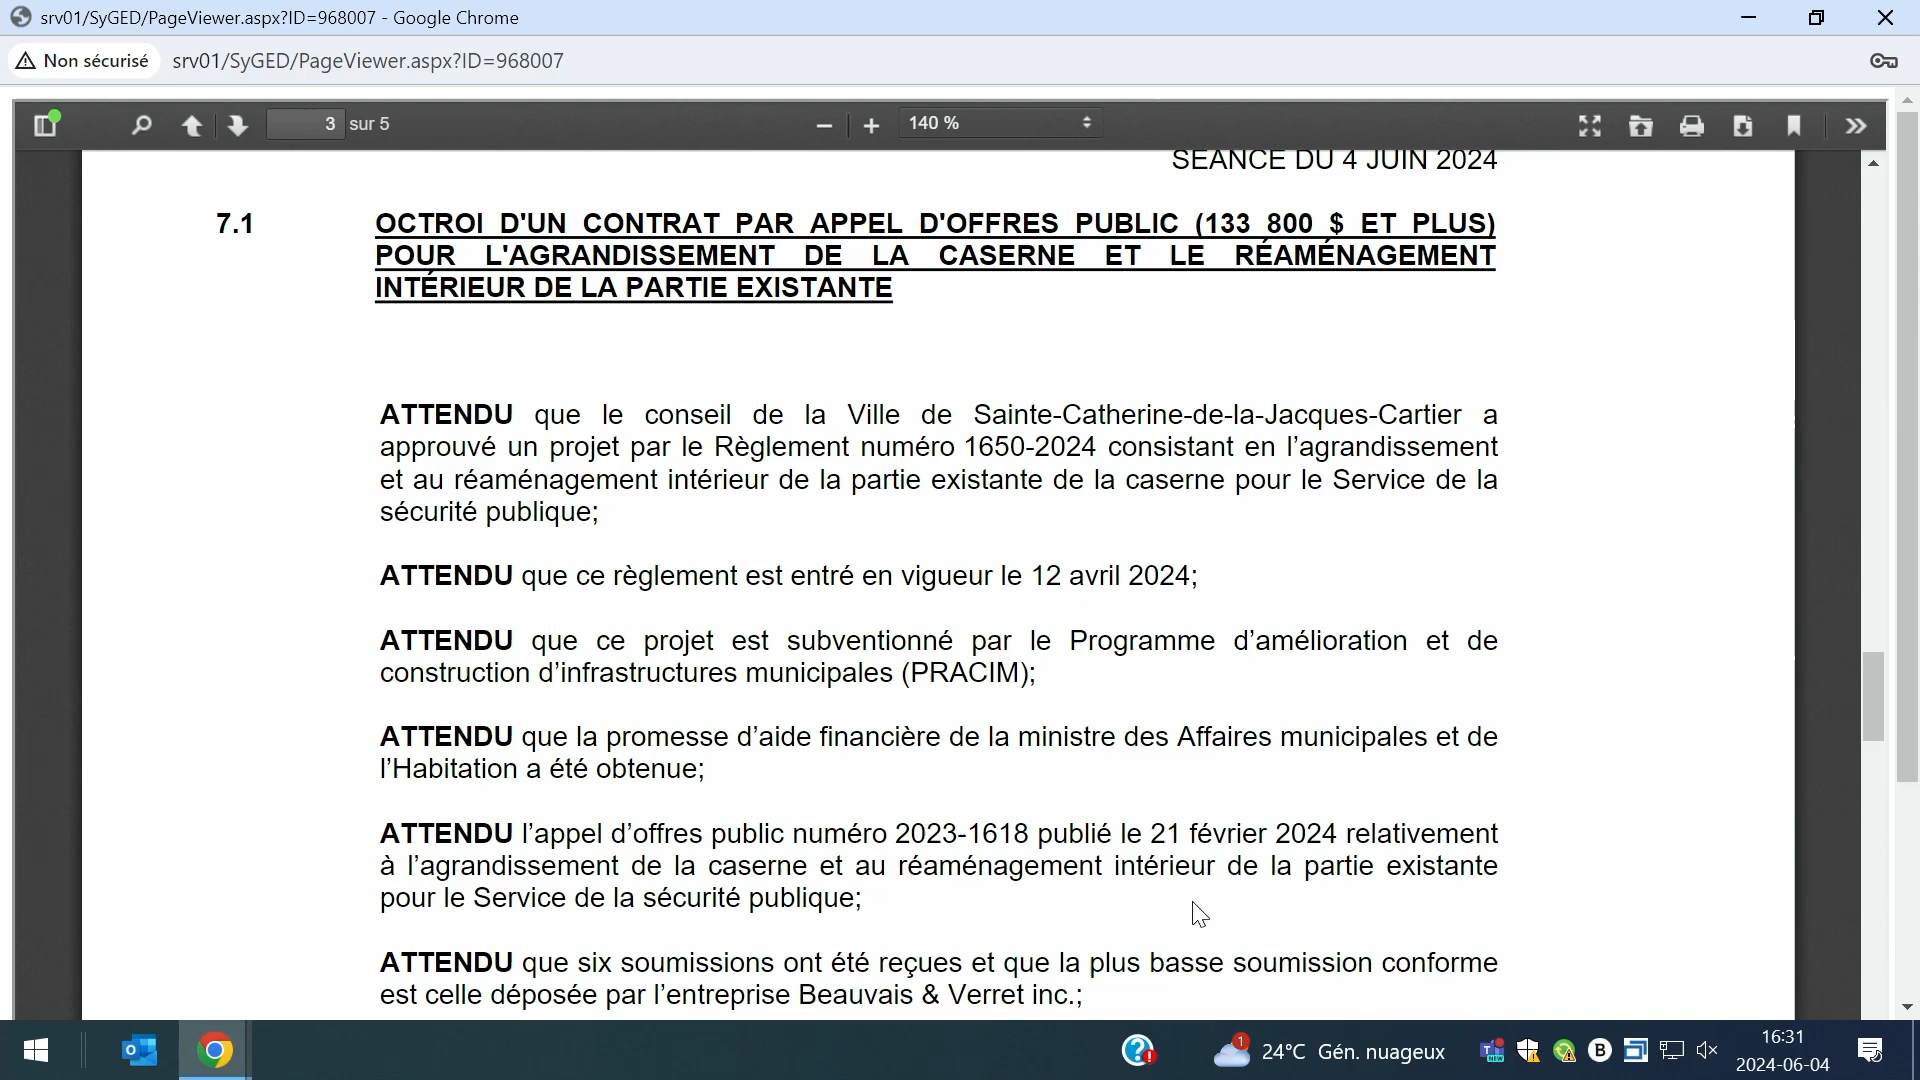 srv01/SyGED/PageViewer.aspx?ID=968007 - Google Chrome
Non sécurisé srv01/SyGED/PageViewer.aspx?ID=968007
3 sur 5 140 %
SÉANCE DU 4 JUIN 2024
7.1 OCTROI D'UN CONTRAT PAR APPEL D'OFFRES PUBLIC (133 800 $ ET PLUS)
POUR L'AGRANDISSEMENT DE LA CASERNE ET LE RÉAMÉNAGEMENT
INTÉRIEUR DE LA PARTIE EXISTANTE
ATTENDU que le conseil de la Ville de Sainte-Catherine-de-la-Jacques-Cartier a
approuvé un projet par le Règlement numéro 1650-2024 consistant en l’agrandissement
et au réaménagement intérieur de la partie existante de la caserne pour le Service de la
sécurité publique;
ATTENDU que ce règlement est entré en vigueur le 12 avril 2024;
ATTENDU que ce projet est subventionné par le Programme d’amélioration et de
construction d’infrastructures municipales (PRACIM);
ATTENDU que la promesse d’aide financière de la ministre des Affaires municipales et de
l’Habitation a été obtenue;
ATTENDU l’appel d’offres public numéro 2023-1618 publié le 21 février 2024 relativement
à l’agrandissement de la caserne et au réaménagement intérieur de la partie existante
pour le Service de la sécurité publique;
ATTENDU que six soumissions ont été reçues et que la plus basse soumission conforme
est celle déposée par l’entreprise Beauvais & Verret inc.;
1 24°C Gén. nuageux 16:31
2024-06-04